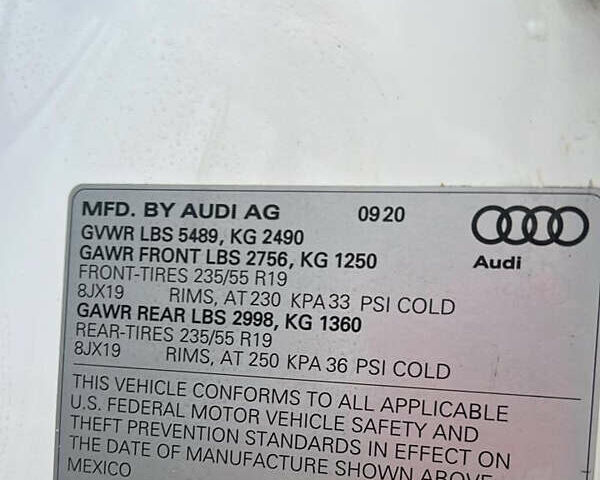 MFD. BY AUDI AG 09 20
GVWR LBS 5489, KG 2490
GAWR FRONT LBS 2756, KG 1250
Audi
FRONT-TIRES 235/55 R19
8JX19 RIMS, AT 230 KPA 33 PSI COLD
GAWR REAR LBS 2998, KG 1360
REAR-TIRES 235/55 R19
8JX19 RIMS, AT 250 KPA 36 PSI COLD
THIS VEHICLE CONFORMS TO ALL APPLICABLE
U.S. FEDERAL MOTOR VEHICLE SAFETY AND
THEFT PREVENTION STANDARDS IN EFFECT ON
THE DATE OF MANUFACTURE SHOWN ABOVE
MEXICO